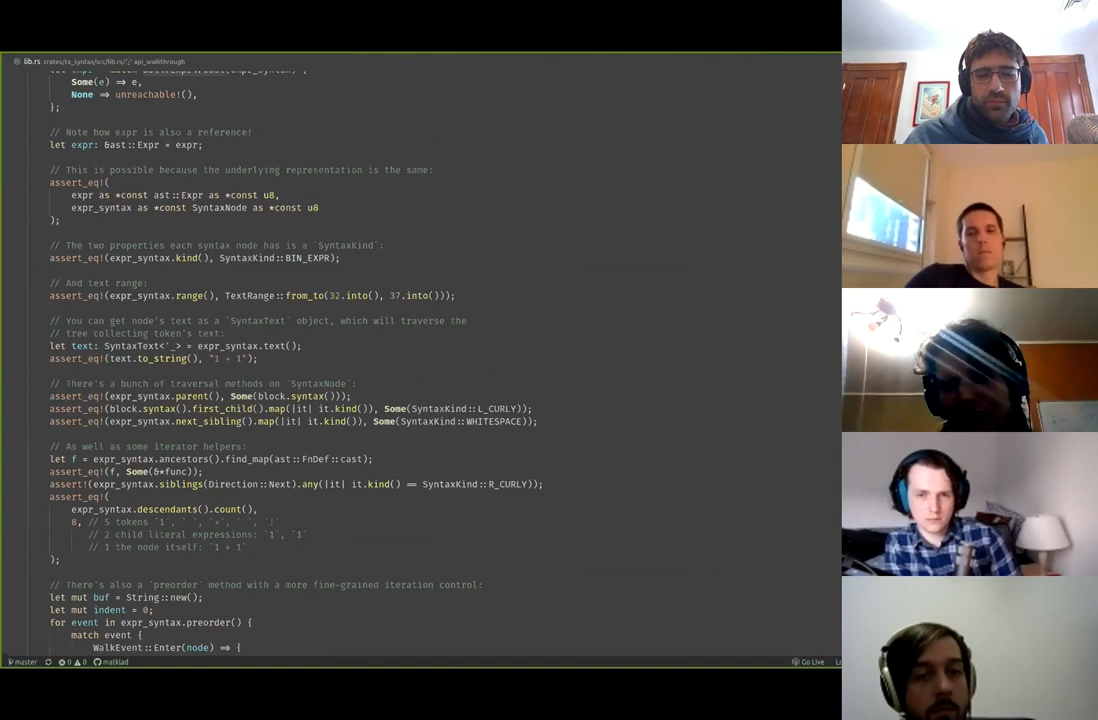 lib.rs crates/ra_syntax/src/lib.rs/ api_walkthrough
Some(e) => e,
None => unreachable!(),
};
// Note how expr is also a reference!
let expr: &ast::Expr = expr;
// This is possible because the underlying representation is the same:
assert_eq!(
expr as *const ast::Expr as *const u8,
expr_syntax as *const SyntaxNode as *const u8
);
// The two properties each syntax node has is a `SyntaxKind`:
assert_eq!(expr_syntax.kind(), SyntaxKind::BIN_EXPR);
// And text range:
assert_eq!(expr_syntax.range(), TextRange::from_to(32.into(), 37.into()));
// You can get node's text as a `SyntaxText` object, which will traverse the
// tree collecting token's text:
let text: SyntaxText<'_> = expr_syntax.text();
assert_eq!(text.to_string(), "1 + 1");
// There's a bunch of traversal methods on `SyntaxNode`:
assert_eq!(expr_syntax.parent(), Some(block.syntax()));
assert_eq!(block.syntax().first_child().map(|it| it.kind()), Some(SyntaxKind::L_CURLY));
assert_eq!(expr_syntax.next_sibling().map(|it| it.kind()), Some(SyntaxKind::WHITESPACE));
// As well as some iterator helpers:
let f = expr_syntax.ancestors().find_map(ast::FnDef::cast);
assert_eq!(f, Some(&*func));
assert!(expr_syntax.siblings(Direction::Next).any(|it| it.kind() == SyntaxKind::R_CURLY));
assert_eq!(
expr_syntax.descendants().count(),
8, // 5 tokens `1`, ` `, `+`, ` `, `!`
// 2 child literal expressions: `1`, `1`
// 1 the node itself: `1 + 1`
);
// There's also a `preorder` method with a more fine-grained iteration control:
let mut buf = String::new();
let mut indent = 0;
for event in expr_syntax.preorder() {
match event {
WalkEvent::Enter(node) => {
master 0 0 matklad Go Live